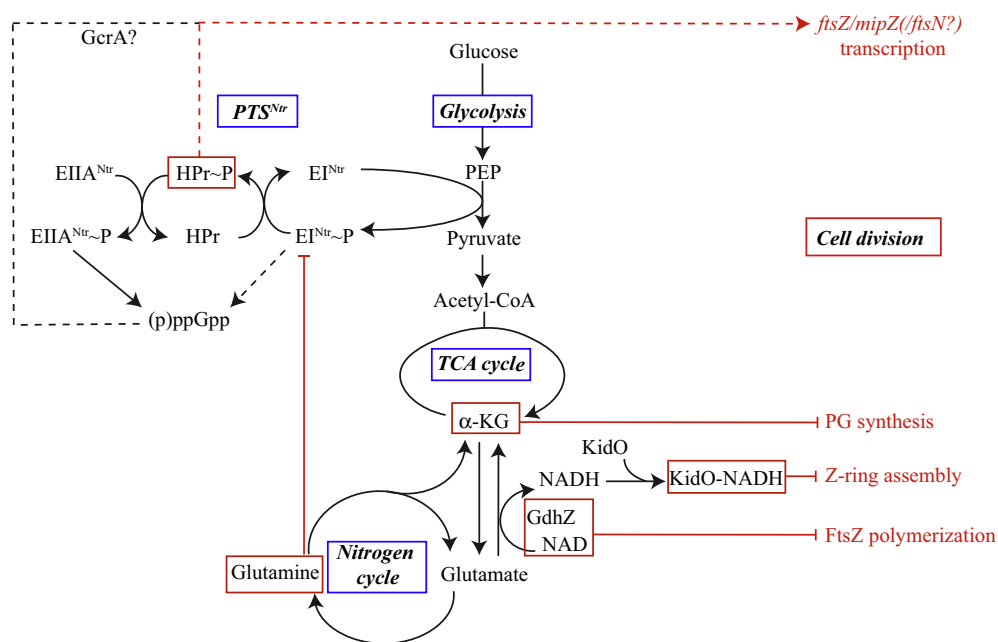 GcrA?
ftsZ/mipZ(/ftsN?)
transcription
Glucose
PTS^Ntr
Glycolysis
EIIA^Ntr
HPr~P
EI^Ntr
PEP
EIIA^Ntr~P
HPr
EI^Ntr~P
Pyruvate
Cell division
Acetyl-CoA
(p)ppGpp
TCA cycle
α-KG
PG synthesis
KidO
NADH
KidO-NADH
Z-ring assembly
GdhZ
NAD
FtsZ polymerization
Glutamine
Nitrogen
cycle
Glutamate